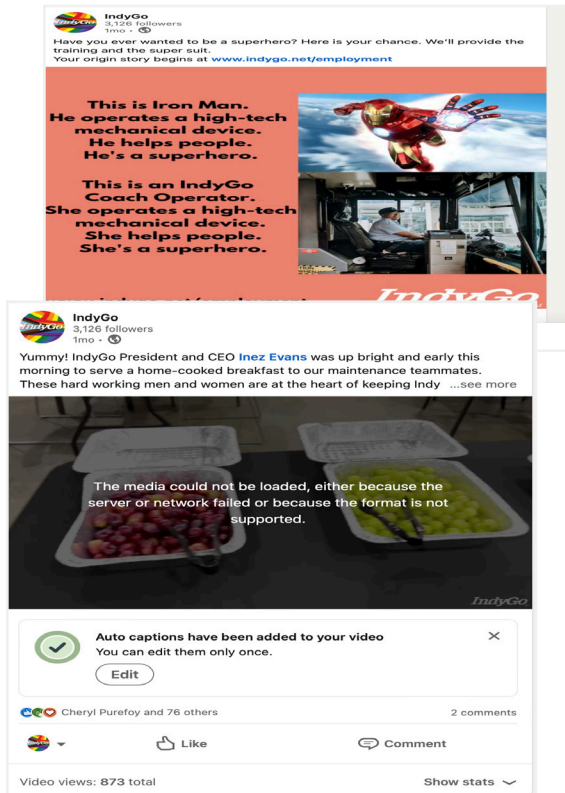 IndyGo
3,126 followers
1mo •
Have you ever wanted to be a superhero? Here is your chance. We'll provide the
training and the super suit.
Your origin story begins at www.indygo.net/employment
This is Iron Man.
He operates a high-tech
mechanical device.
He helps people.
He's a superhero.
This is an IndyGo
Coach Operator.
She operates a high-tech
mechanical device.
She helps people.
She's a superhero.
IndyGo
IndyGo
3,126 followers
1mo •
Yummy! IndyGo President and CEO Inez Evans was up bright and early this
morning to serve a home-cooked breakfast to our maintenance teammates.
These hard working men and women are at the heart of keeping Indy ...see more
The media could not be loaded, either because the
server or network failed or because the format is not
supported.
IndyGo
Auto captions have been added to your video
You can edit them only once.
Edit
Cheryl Purefoy and 76 others
2 comments
Like
Comment
Video views: 873 total
Show stats